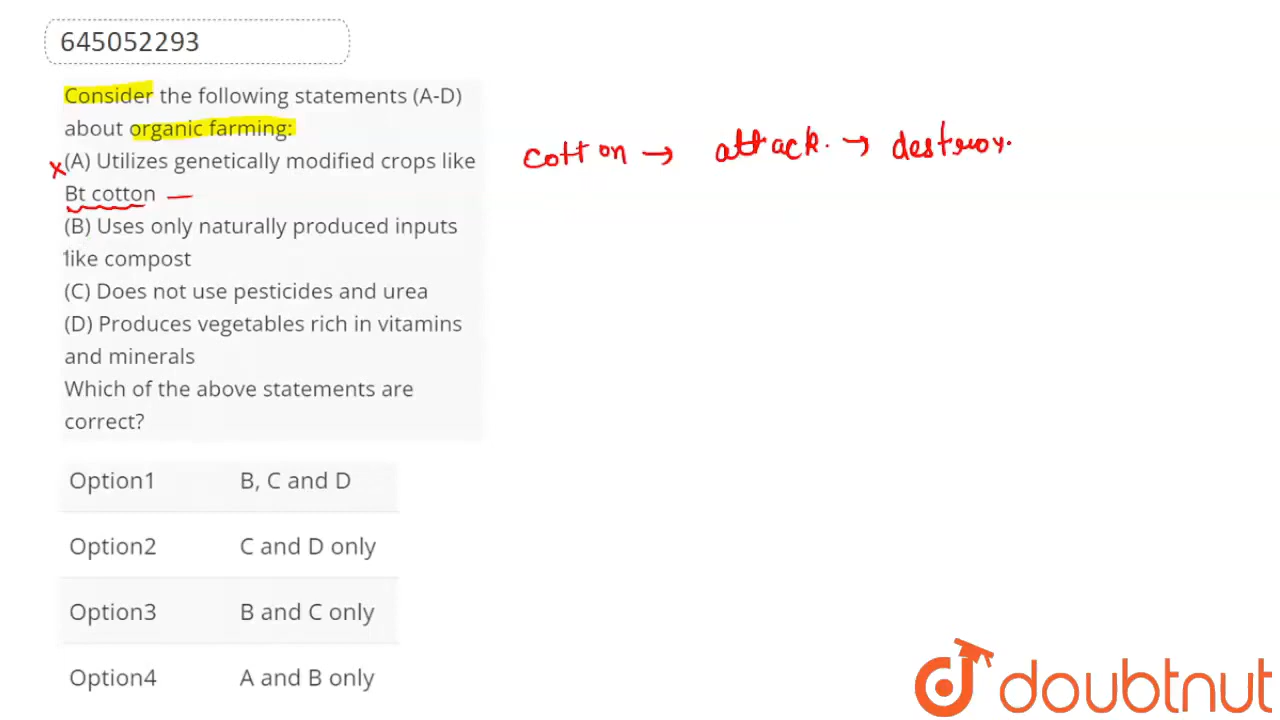 645052293
Consider the following statements (A-D)
about organic farming:
x (A) Utilizes genetically modified crops like
Bt cotton —
(B) Uses only naturally produced inputs
like compost
(C) Does not use pesticides and urea
(D) Produces vegetables rich in vitamins
and minerals
Which of the above statements are
correct?
cotton → attack. → destroy.
Option1 B, C and D
Option2 C and D only
Option3 B and C only
Option4 A and B only
doubtnut